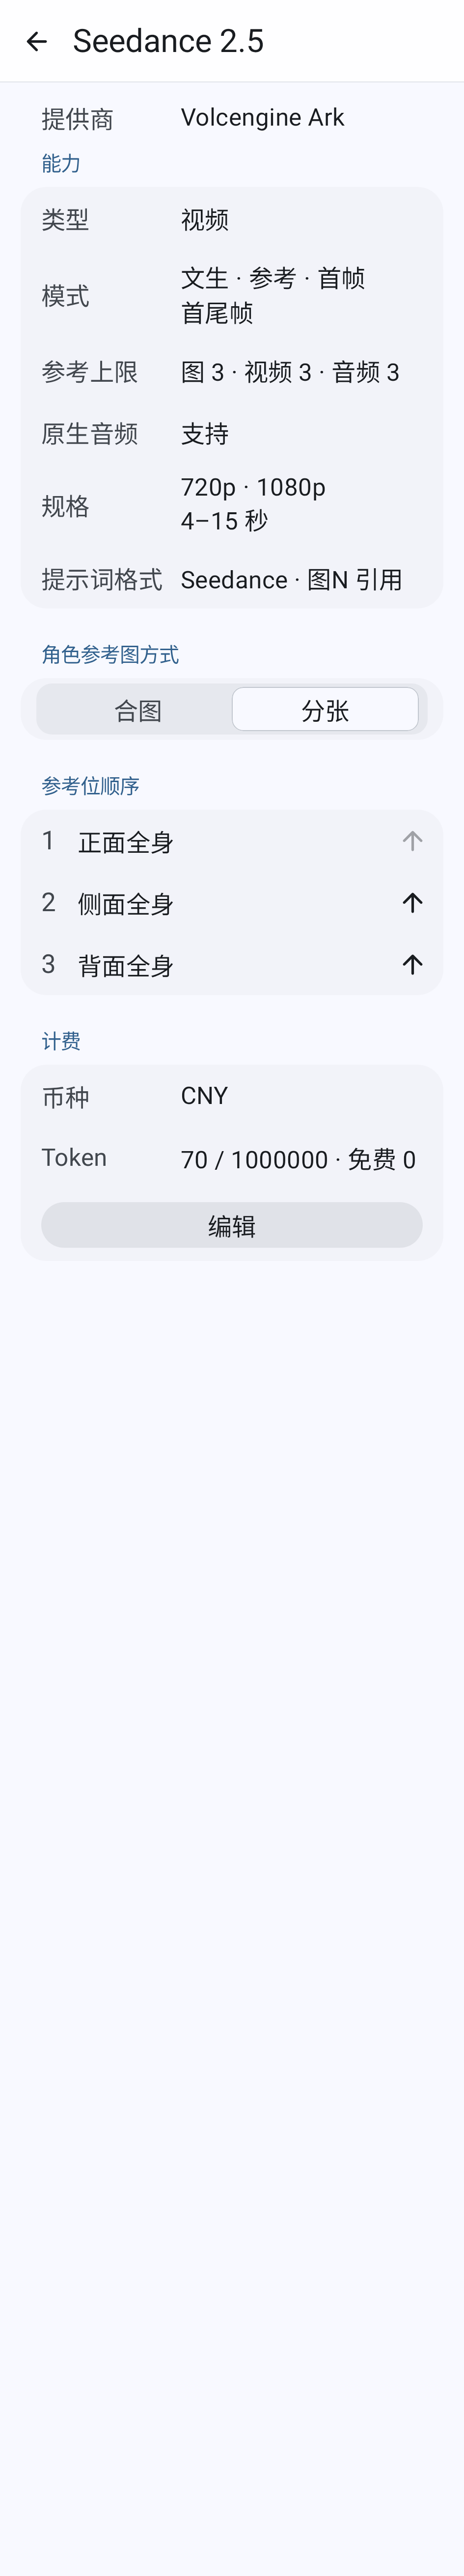 Seedance 2.5
提供商 Volcengine Ark
能力
类型 视频
模式 文生 · 参考 · 首帧
首尾帧
参考上限 图 3 · 视频 3 · 音频 3
原生音频 支持
规格 720p · 1080p
4–15 秒
提示词格式 Seedance · 图N 引用
角色参考图方式
合图 分张
参考位顺序
1 正面全身
2 侧面全身
3 背面全身
计费
币种 CNY
Token 70 / 1000000 · 免费 0
编辑